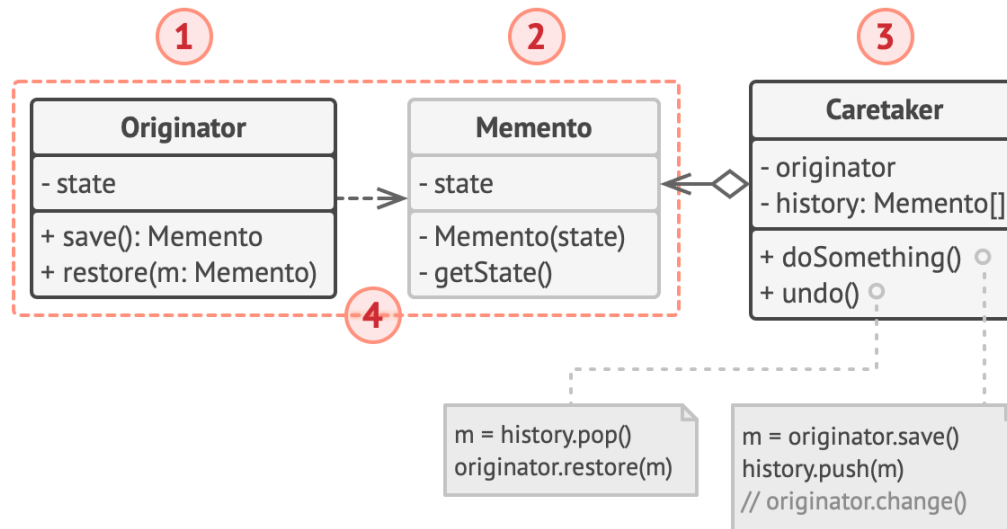 1
2
3
Originator
- state
+ save(): Memento
+ restore(m: Memento)
Memento
- state
- Memento(state)
- getState()
Caretaker
- originator
- history: Memento[]
+ doSomething()
+ undo()
4
m = history.pop()
originator.restore(m)
m = originator.save()
history.push(m)
// originator.change()